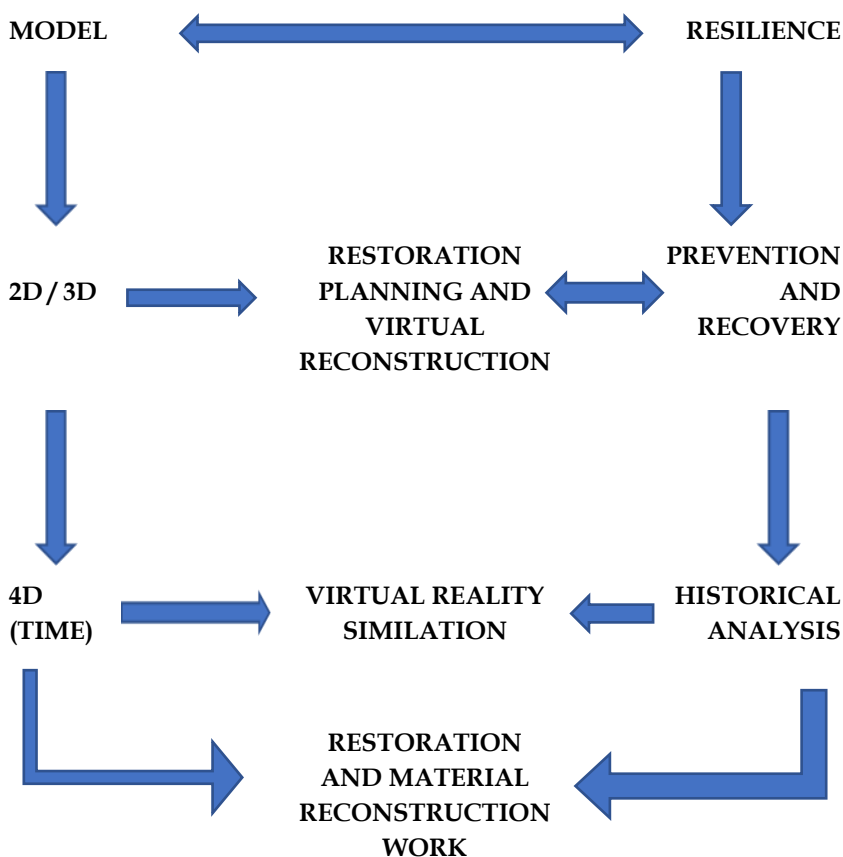 MODEL
RESILIENCE
2D / 3D
RESTORATION
PLANNING AND
VIRTUAL
RECONSTRUCTION
PREVENTION
AND
RECOVERY
4D
(TIME)
VIRTUAL REALITY
SIMILATION
HISTORICAL
ANALYSIS
RESTORATION
AND MATERIAL
RECONSTRUCTION
WORK